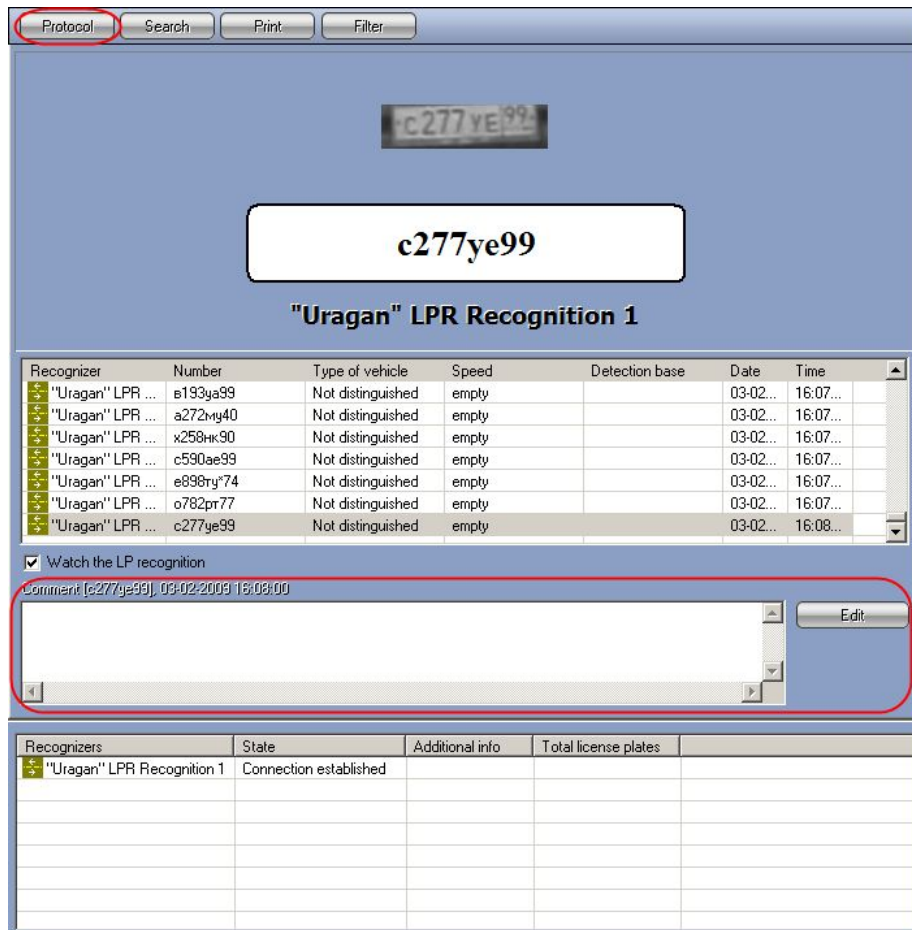 Protocol Search Print Filter
c277YE 99
c277ye99
"Uragan" LPR Recognition 1
Recognizer Number Type of vehicle Speed Detection base Date Time
"Uragan" LPR ... в193уа99 Not distinguished empty 03-02... 16:07...
"Uragan" LPR ... а272му40 Not distinguished empty 03-02... 16:07...
"Uragan" LPR ... х258нк90 Not distinguished empty 03-02... 16:07...
"Uragan" LPR ... с590ае99 Not distinguished empty 03-02... 16:07...
"Uragan" LPR ... е898ту*74 Not distinguished empty 03-02... 16:07...
"Uragan" LPR ... о782рт77 Not distinguished empty 03-02... 16:07...
"Uragan" LPR ... с277уе99 Not distinguished empty 03-02... 16:08...
Watch the LP recognition
Comment [c277ye99], 03-02-2009 16:08:00
Edit
Recognizers State Additional info Total license plates
"Uragan" LPR Recognition 1 Connection established